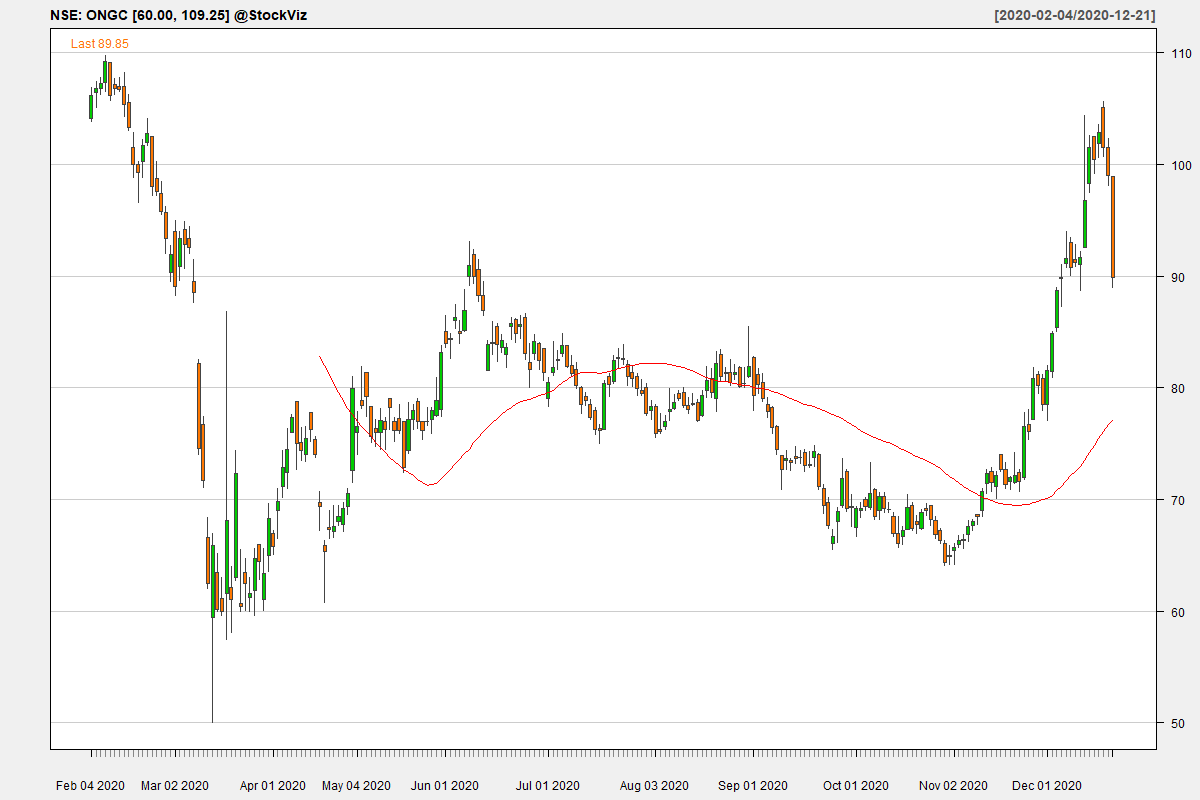 NSE: ONGC [60.00, 109.25] @StockViz [2020-02-04/2020-12-21]
Last 89.85
110
100
90
80
70
60
50
Feb 04 2020 Mar 02 2020 Apr 01 2020 May 04 2020 Jun 01 2020 Jul 01 2020 Aug 03 2020 Sep 01 2020 Oct 01 2020 Nov 02 2020 Dec 01 2020